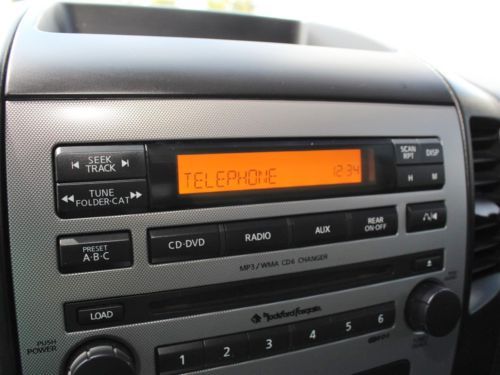 SEEK
TRACK
TUNE
FOLDER·CAT
TELEPHONE 12:34
SCAN
RPT
DISP
H
M
PRESET
A·B·C
CD·DVD
RADIO
AUX
REAR
ON·OFF
MP3 / WMA CD6 CHANGER
LOAD
Rockford Fosgate
PUSH
POWER
1
2
3
4
5
6